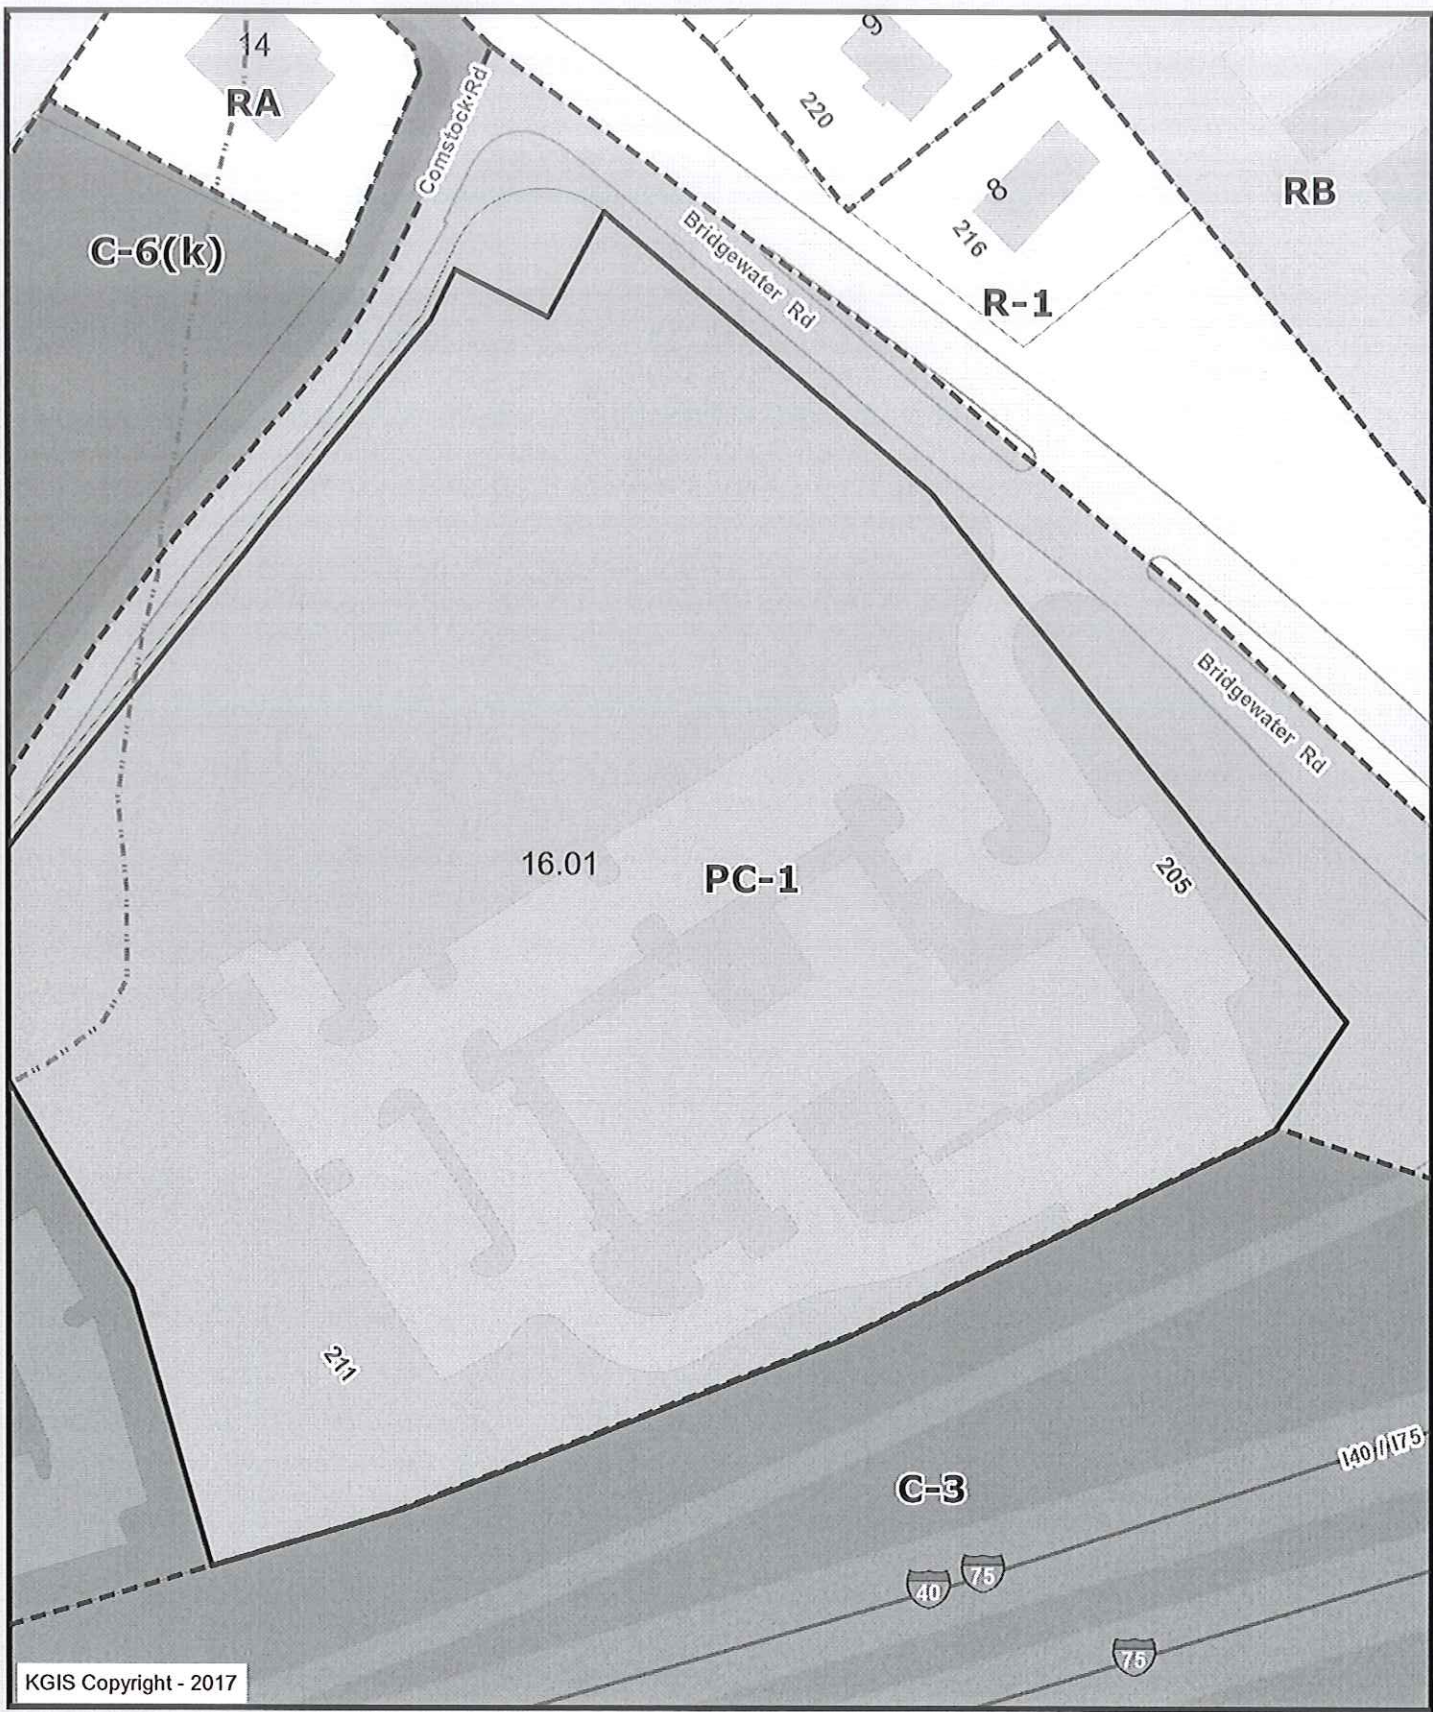 14
RA
Comstock Rd
9
220
8
216
RB
C-6(k)
Bridgewater Rd
R-1
Bridgewater Rd
16.01
PC-1
205
211
I40 / I75
C-3
40
75
75
KGIS Copyright - 2017